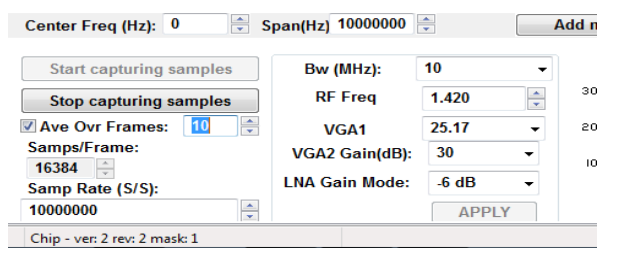 Center Freq (Hz): 0 Span(Hz) 10000000 Add
Start capturing samples
Stop capturing samples
Ave Ovr Frames: 10
Samps/Frame:
16384
Samp Rate (S/S):
10000000
Bw (MHz): 10
RF Freq 1.420
VGA1 25.17
VGA2 Gain(dB): 30
LNA Gain Mode: -6 dB
APPLY
30
20
10
Chip - ver: 2 rev: 2 mask: 1